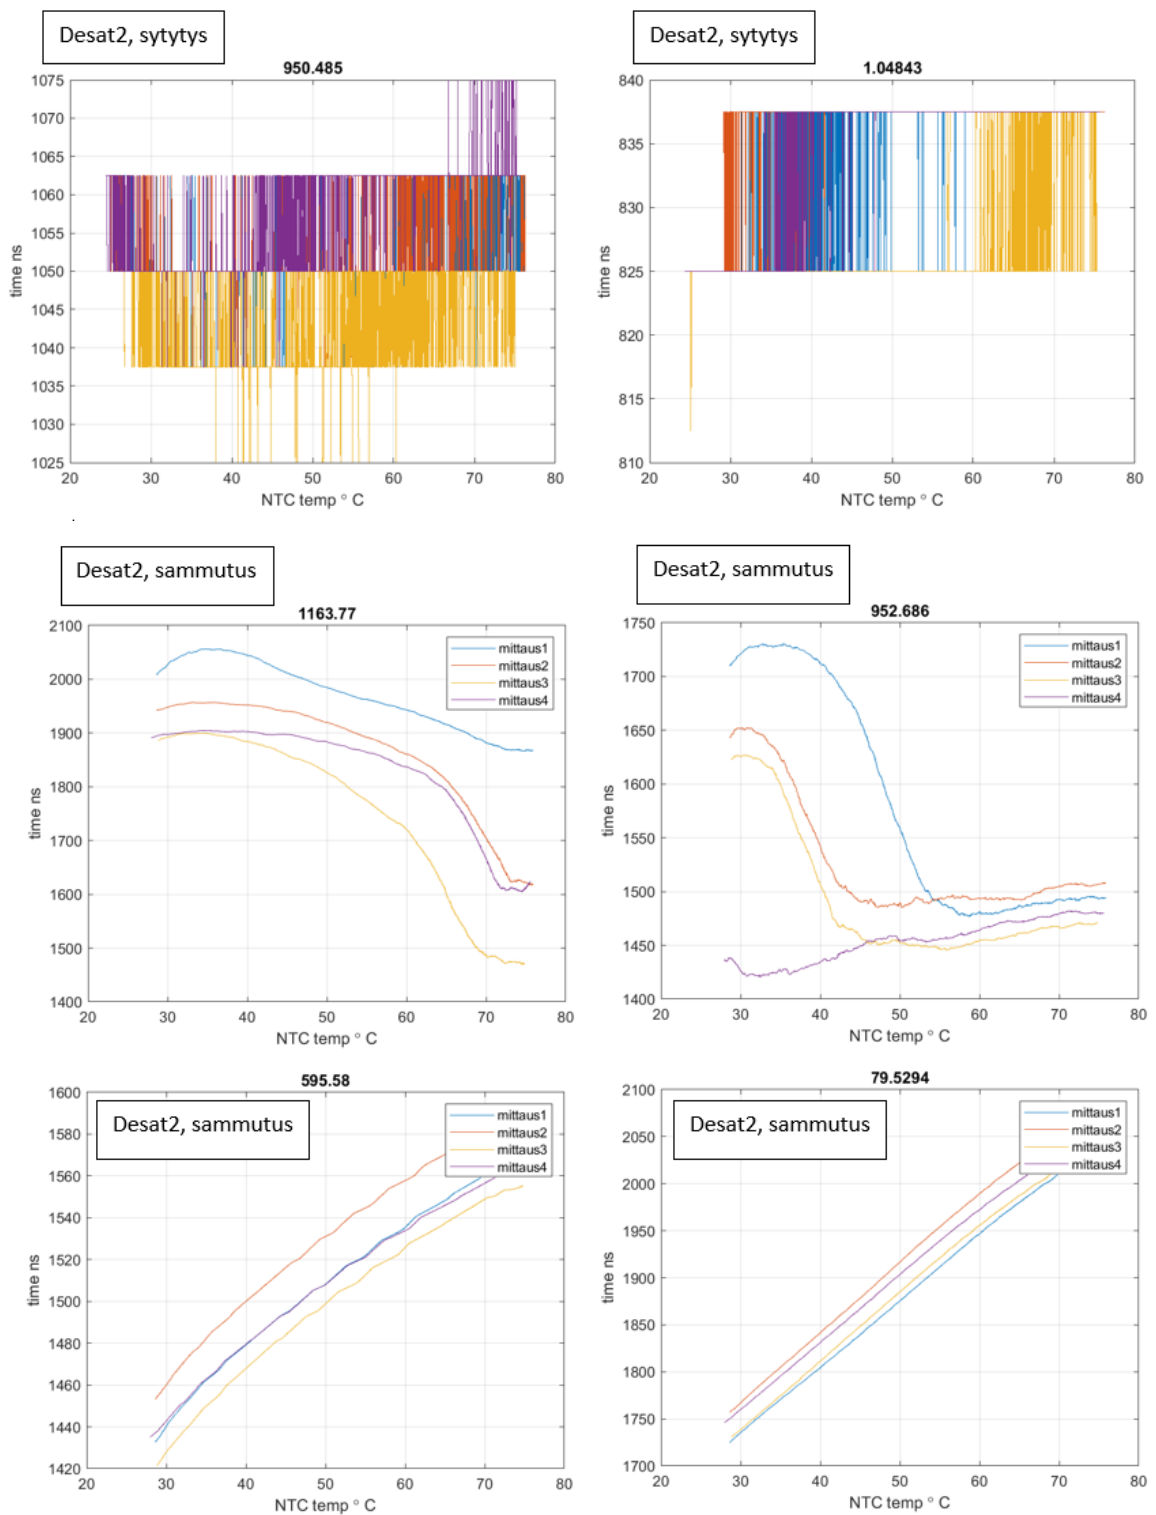 Desat2, sytytys
950.485
1075
1070
1065
1060
1055
1050
1045
1040
1035
1030
1025
time ns
20 30 40 50 60 70 80
NTC temp ° C
Desat2, sytytys
1.04843
840
835
830
825
820
815
810
time ns
20 30 40 50 60 70 80
NTC temp ° C
Desat2, sammutus
1163.77
2100
2000
1900
1800
1700
1600
1500
1400
time ns
mittaus1
mittaus2
mittaus3
mittaus4
20 30 40 50 60 70 80
NTC temp ° C
Desat2, sammutus
952.686
1750
1700
1650
1600
1550
1500
1450
1400
time ns
mittaus1
mittaus2
mittaus3
mittaus4
20 30 40 50 60 70 80
NTC temp ° C
595.58
Desat2, sammutus
1600
1580
1560
1540
1520
1500
1480
1460
1440
1420
time ns
mittaus1
mittaus2
mittaus3
mittaus4
20 30 40 50 60 70 80
NTC temp ° C
79.5294
Desat2, sammutus
2100
2050
2000
1950
1900
1850
1800
1750
1700
time ns
mittaus1
mittaus2
mittaus3
mittaus4
20 30 40 50 60 70 80
NTC temp ° C